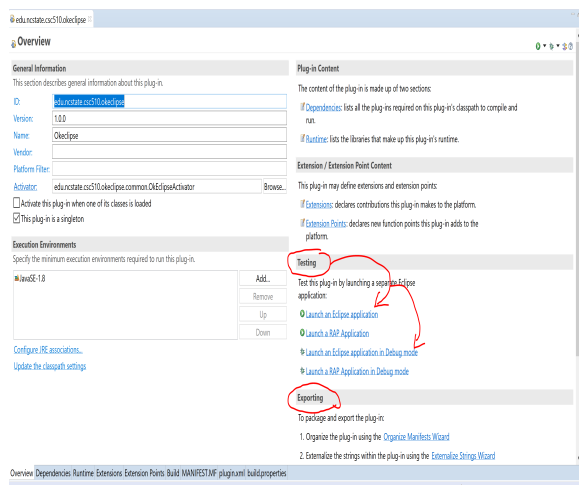 edu.ncstate.csc510.okeclipse
Overview
General Information
This section describes general information about this plug-in.
ID: edu.ncstate.csc510.okeclipse
Version: 1.0.0
Name: Okeclipse
Vendor:
Platform Filter:
Activator: edu.ncstate.csc510.okeclipse.common.OkEclipseActivator Browse...
Activate this plug-in when one of its classes is loaded
This plug-in is a singleton
Execution Environments
Specify the minimum execution environments required to run this plug-in.
JavaSE-1.8
Add...
Remove
Up
Down
Configure JRE associations...
Update the classpath settings
Plug-in Content
The content of the plug-in is made up of two sections:
Dependencies: lists all the plug-ins required on this plug-in's classpath to compile and
run.
Runtime: lists the libraries that make up this plug-in's runtime.
Extension / Extension Point Content
This plug-in may define extensions and extension points:
Extensions: declares contributions this plug-in makes to the platform.
Extension Points: declares new function points this plug-in adds to the
platform.
Testing
Test this plug-in by launching a separate Eclipse
application:
Launch an Eclipse application
Launch a RAP Application
Launch an Eclipse application in Debug mode
Launch a RAP Application in Debug mode
Exporting
To package and export the plug-in:
1. Organize the plug-in using the Organize Manifests Wizard
2. Externalize the strings within the plug-in using the Externalize Strings Wizard
Overview Dependencies Runtime Extensions Extension Points Build MANIFEST.MF plugin.xml build.properties